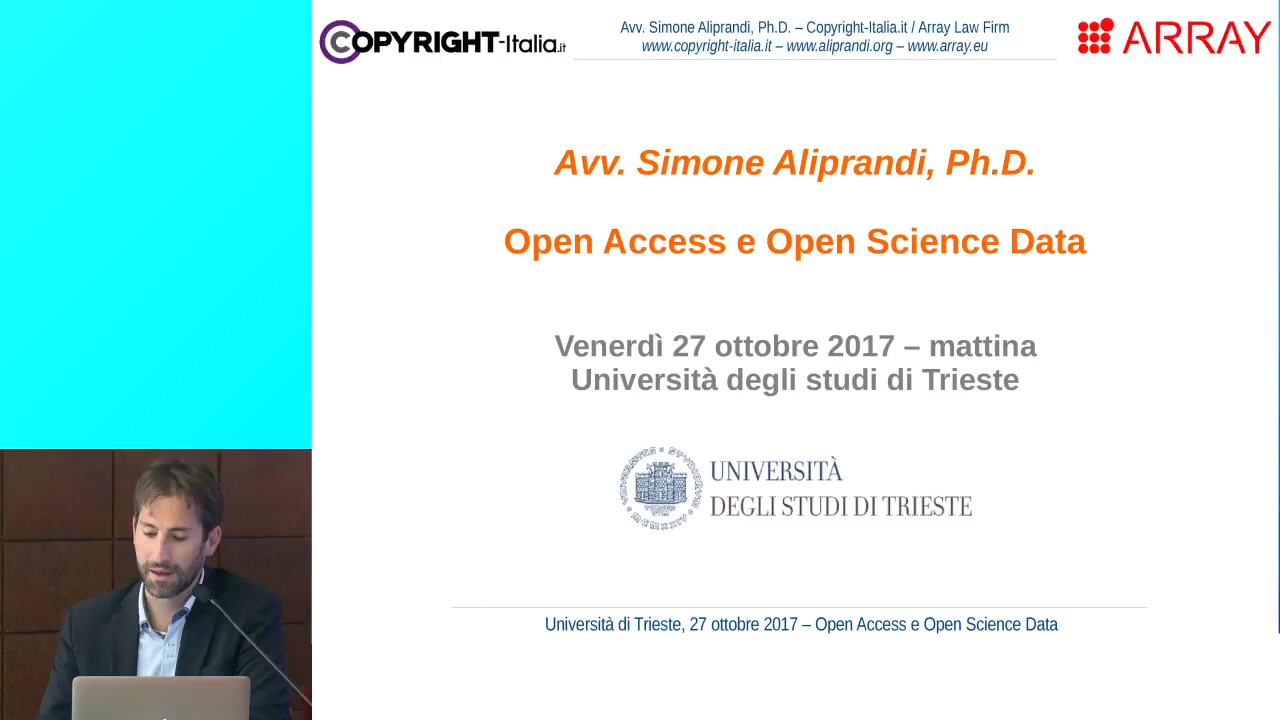 COPYRIGHT-Italia.it
Avv. Simone Aliprandi, Ph.D. – Copyright-Italia.it / Array Law Firm
www.copyright-italia.it – www.aliprandi.org – www.array.eu
ARRAY
Avv. Simone Aliprandi, Ph.D.
Open Access e Open Science Data
Venerdì 27 ottobre 2017 – mattina
Università degli studi di Trieste
UNIVERSITÀ
DEGLI STUDI DI TRIESTE
Università di Trieste, 27 ottobre 2017 – Open Access e Open Science Data